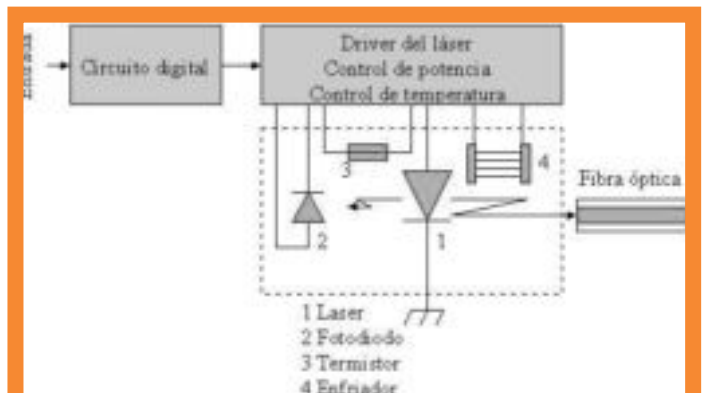 Entrada
Circuito digital
Driver del láser
Control de potencia
Control de temperatura
3
4
Fibra óptica
2
1
1 Laser
2 Fotodiodo
3 Termistor
4 Enfriador